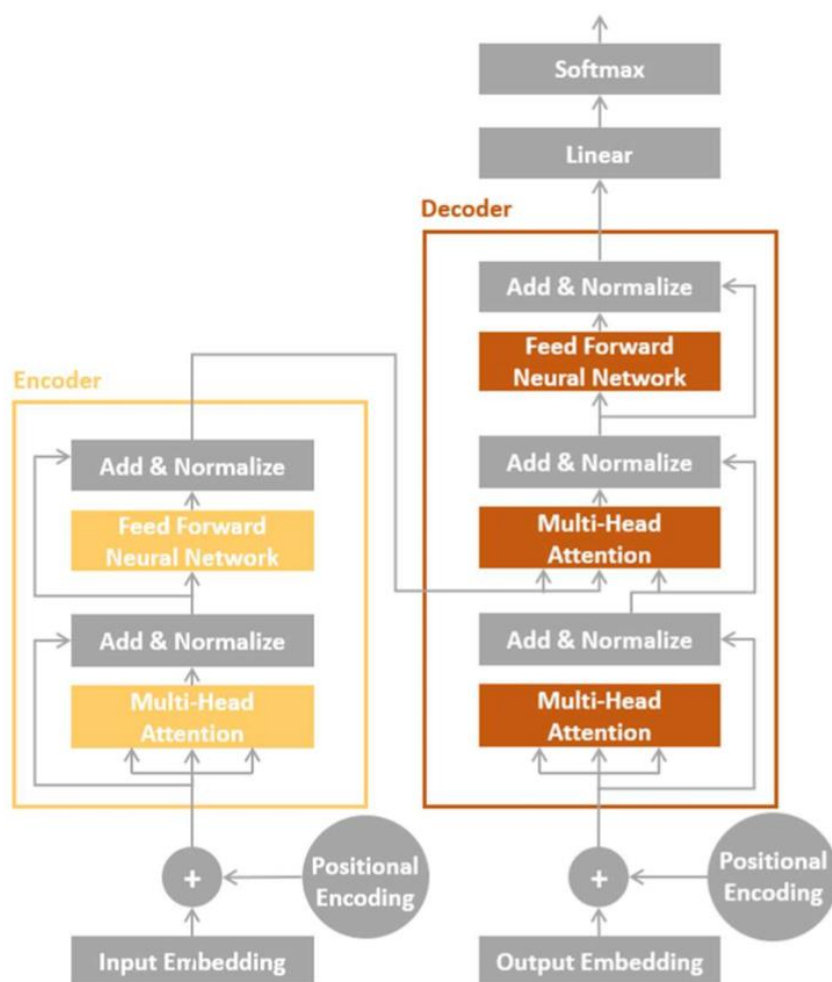 Softmax
Linear
Decoder
Add & Normalize
Feed Forward
Neural Network
Add & Normalize
Multi-Head
Attention
Add & Normalize
Multi-Head
Attention
Positional
Encoding
+
Output Embedding
Encoder
Add & Normalize
Feed Forward
Neural Network
Add & Normalize
Multi-Head
Attention
Positional
Encoding
+
Input Embedding